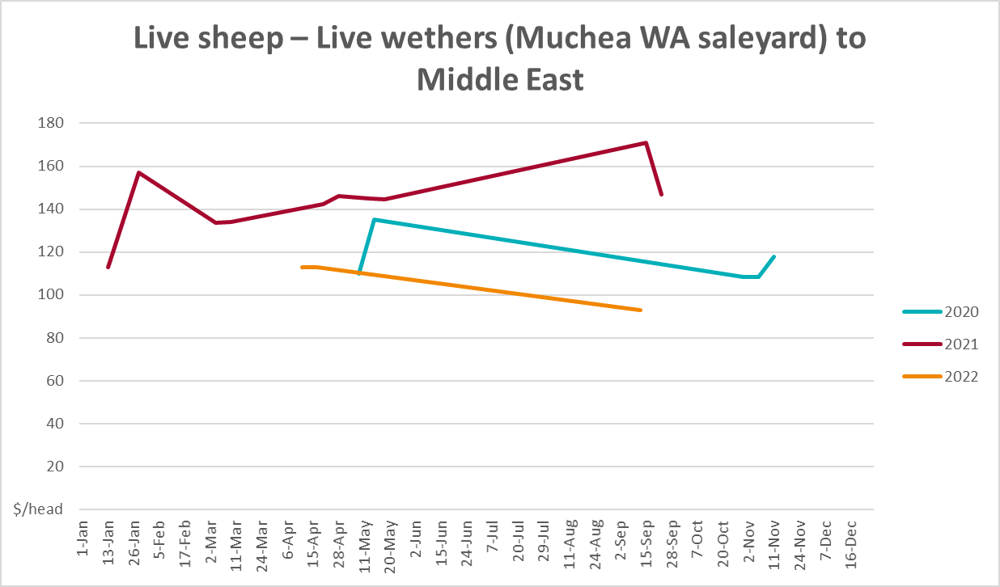 Live sheep – Live wethers (Muchea WA saleyard) to
Middle East
180
160
140
120
100
80
60
40
20
$/head
1-Jan
13-Jan
26-Jan
5-Feb
17-Feb
2-Mar
11-Mar
24-Mar
6-Apr
15-Apr
28-Apr
11-May
20-May
2-Jun
15-Jun
24-Jun
7-Jul
20-Jul
29-Jul
11-Aug
24-Aug
2-Sep
15-Sep
28-Sep
7-Oct
20-Oct
2-Nov
11-Nov
24-Nov
7-Dec
16-Dec
2020
2021
2022